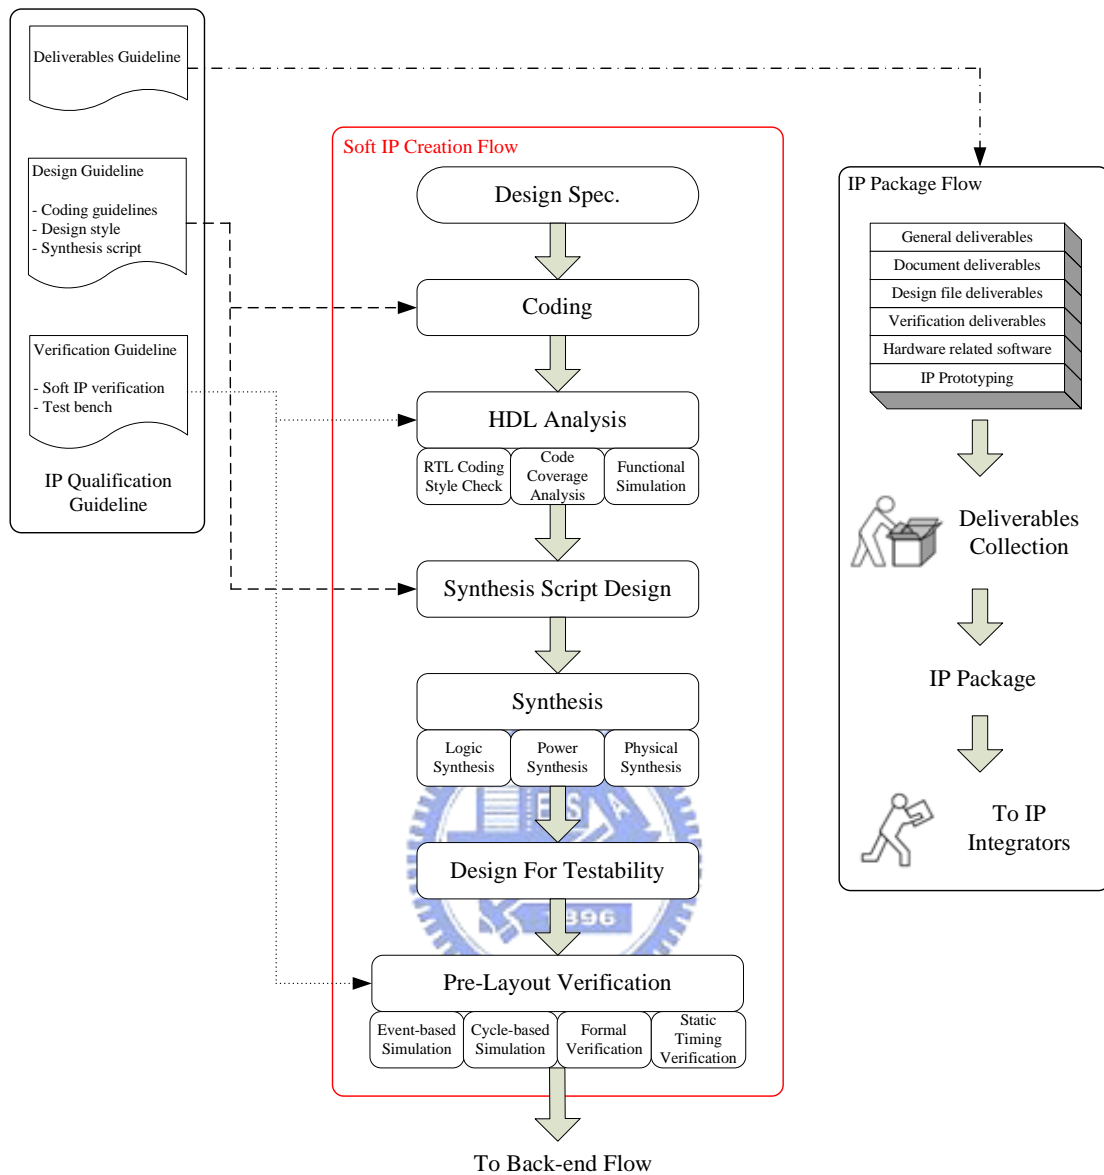 Deliverables Guideline
Design Guideline
- Coding guidelines
- Design style
- Synthesis script
Verification Guideline
- Soft IP verification
- Test bench
IP Qualification
Guideline
Soft IP Creation Flow
Design Spec.
Coding
HDL Analysis
RTL Coding
Style Check
Code
Coverage
Analysis
Functional
Simulation
Synthesis Script Design
Synthesis
Logic
Synthesis
Power
Synthesis
Physical
Synthesis
E S A
Design For Testability
1896
Pre-Layout Verification
Event-based
Simulation
Cycle-based
Simulation
Formal
Verification
Static
Timing
Verification
To Back-end Flow
IP Package Flow
General deliverables
Document deliverables
Design file deliverables
Verification deliverables
Hardware related software
IP Prototyping
Deliverables
Collection
IP Package
To IP
Integrators